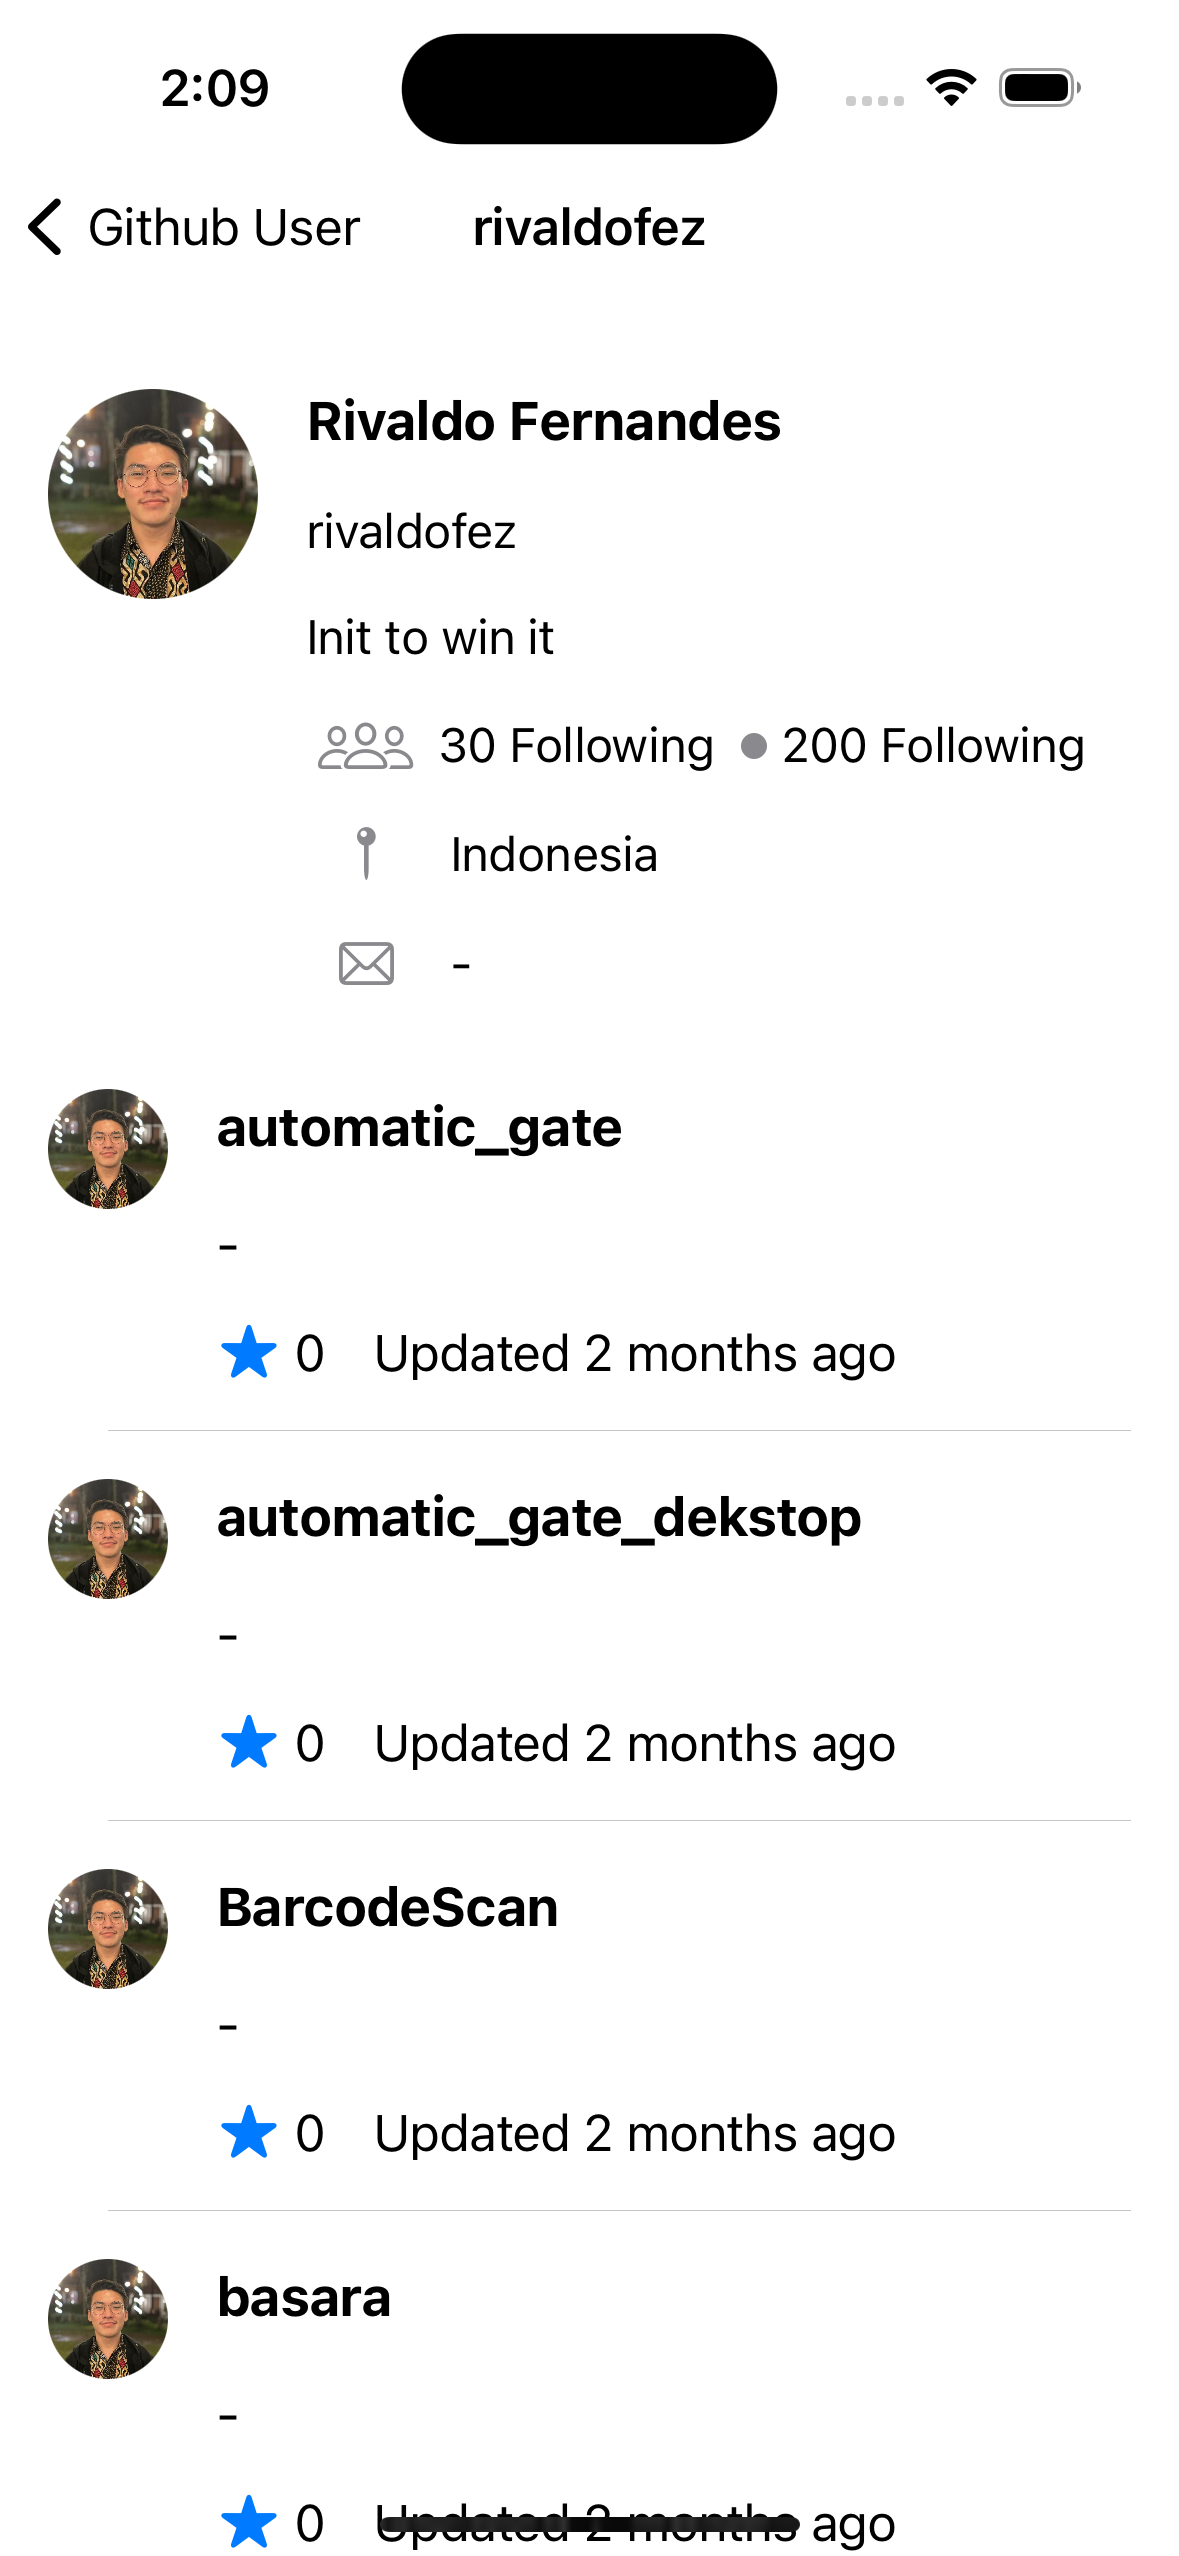 2:09
Github User rivaldofez
Rivaldo Fernandes
rivaldofez
Init to win it
30 Following 200 Following
Indonesia
-
automatic_gate
-
0 Updated 2 months ago
automatic_gate_dekstop
-
0 Updated 2 months ago
BarcodeScan
-
0 Updated 2 months ago
basara
-
0 Updated 2 months ago